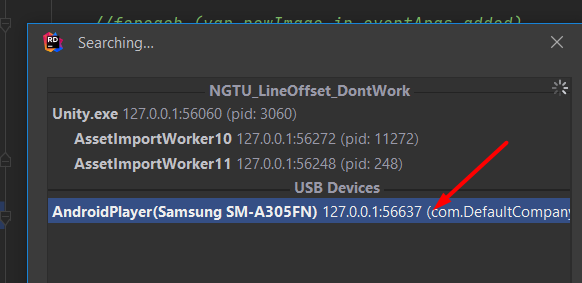 //foreach (var newImage in eventArgs.added)
RD
Searching...
NGTU_LineOffset_DontWork
Unity.exe 127.0.0.1:56060 (pid: 3060)
AssetImportWorker10 127.0.0.1:56272 (pid: 11272)
AssetImportWorker11 127.0.0.1:56248 (pid: 248)
USB Devices
AndroidPlayer(Samsung SM-A305FN) 127.0.0.1:56637 (com.DefaultCompany